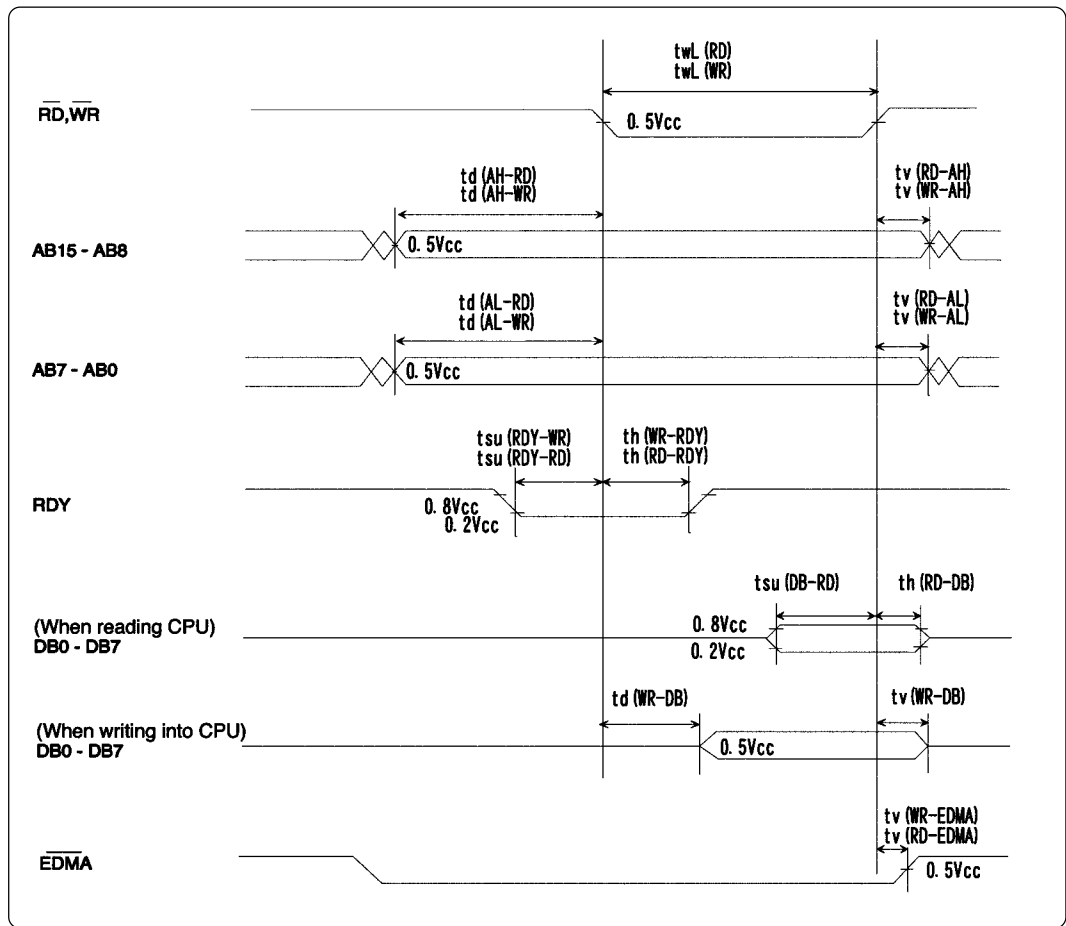 twL (RD)
twL (WR)
RD,WR
0. 5Vcc
td (AH-RD)
td (AH-WR)
tv (RD-AH)
tv (WR-AH)
AB15 - AB8
0. 5Vcc
td (AL-RD)
td (AL-WR)
tv (RD-AL)
tv (WR-AL)
AB7 - AB0
0. 5Vcc
tsu (RDY-WR)
tsu (RDY-RD)
th (WR-RDY)
th (RD-RDY)
RDY
0. 8Vcc
0. 2Vcc
tsu (DB-RD)
th (RD-DB)
(When reading CPU)
DB0 - DB7
0. 8Vcc
0. 2Vcc
td (WR-DB)
tv (WR-DB)
(When writing into CPU)
DB0 - DB7
0. 5Vcc
tv (WR-EDMA)
tv (RD-EDMA)
EDMA
0. 5Vcc